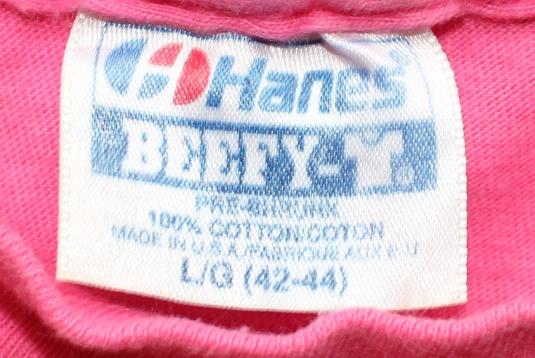 Hanes
BEEFY-T®
PRE-SHRUNK
100% COTTON/COTON
MADE IN U.S.A./FABRIQUE AUX É-U
L/G (42-44)